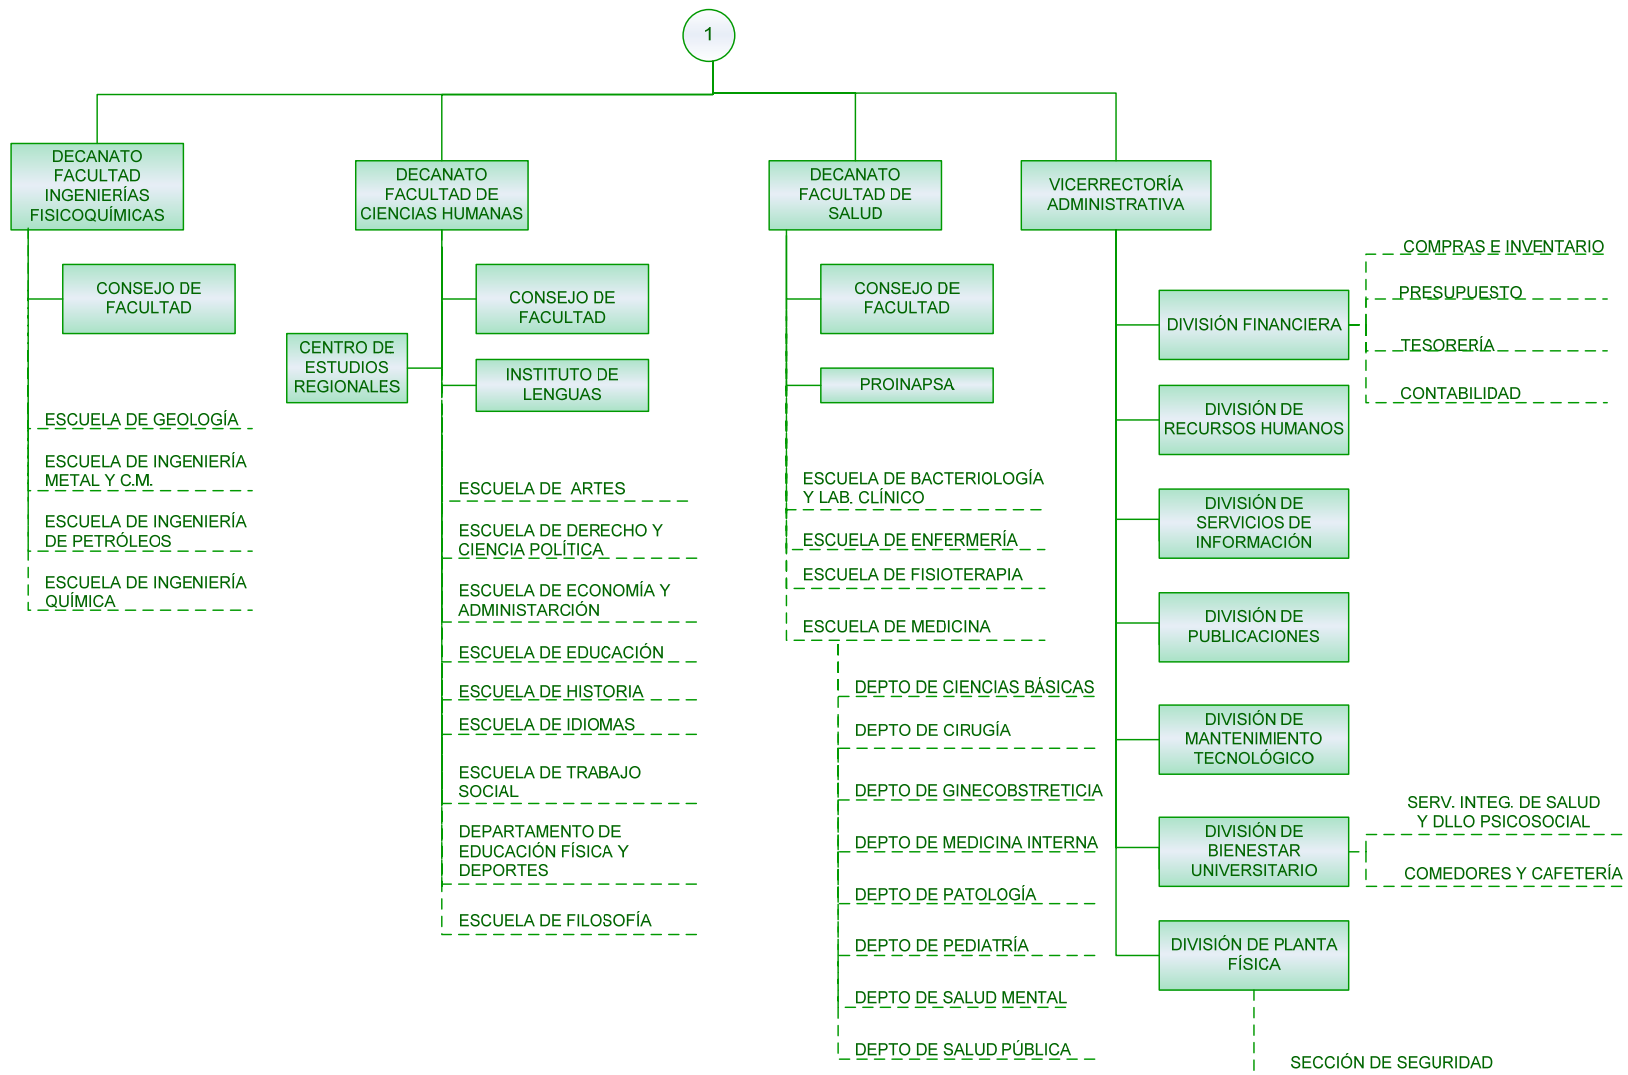 1
DECANATO
FACULTAD
INGENIERÍAS
FISICOQUÍMICAS
CONSEJO DE
FACULTAD
ESCUELA DE GEOLOGÍA
ESCUELA DE INGENIERÍA
METAL Y C.M.
ESCUELA DE INGENIERÍA
DE PETRÓLEOS
ESCUELA DE INGENIERÍA
QUÍMICA
DECANATO
FACULTAD DE
CIENCIAS HUMANAS
CONSEJO DE
FACULTAD
CENTRO DE
ESTUDIOS
REGIONALES
INSTITUTO DE
LENGUAS
ESCUELA DE ARTES
ESCUELA DE DERECHO Y
CIENCIA POLÍTICA
ESCUELA DE ECONOMÍA Y
ADMINISTARCIÓN
ESCUELA DE EDUCACIÓN
ESCUELA DE HISTORIA
ESCUELA DE IDIOMAS
ESCUELA DE TRABAJO
SOCIAL
DEPARTAMENTO DE
EDUCACIÓN FÍSICA Y
DEPORTES
ESCUELA DE FILOSOFÍA
DECANATO
FACULTAD DE
SALUD
CONSEJO DE
FACULTAD
PROINAPSA
ESCUELA DE BACTERIOLOGÍA
Y LAB. CLÍNICO
ESCUELA DE ENFERMERÍA
ESCUELA DE FISIOTERAPIA
ESCUELA DE MEDICINA
DEPTO DE CIENCIAS BÁSICAS
DEPTO DE CIRUGÍA
DEPTO DE GINECOBSTRETICIA
DEPTO DE MEDICINA INTERNA
DEPTO DE PATOLOGÍA
DEPTO DE PEDIATRÍA
DEPTO DE SALUD MENTAL
DEPTO DE SALUD PÚBLICA
VICERRECTORÍA
ADMINISTRATIVA
DIVISIÓN FINANCIERA
COMPRAS E INVENTARIO
PRESUPUESTO
TESORERÍA
CONTABILIDAD
DIVISIÓN DE
RECURSOS HUMANOS
DIVISIÓN DE
SERVICIOS DE
INFORMACIÓN
DIVISIÓN DE
PUBLICACIONES
DIVISIÓN DE
MANTENIMIENTO
TECNOLÓGICO
DIVISIÓN DE
BIENESTAR
UNIVERSITARIO
SERV. INTEG. DE SALUD
Y DLLO PSICOSOCIAL
COMEDORES Y CAFETERÍA
DIVISIÓN DE PLANTA
FÍSICA
SECCIÓN DE SEGURIDAD